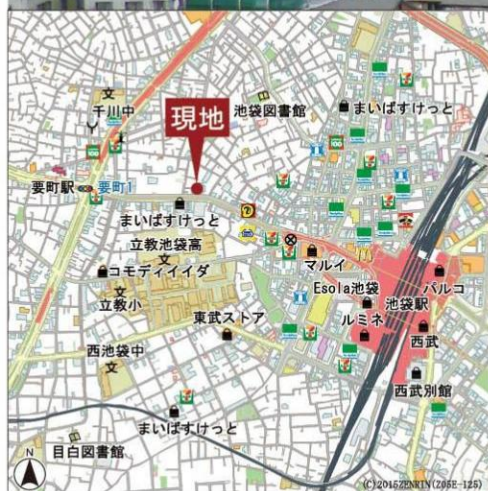 千川中
池袋図書館
まいばすけっと
現地
要町駅
要町1
まいばすけっと
立教池袋高
マルイ
コモディイイダ
Esola池袋
パルコ
池袋駅
立教小
東武ストア
ルミネ
西武
西池袋中
西武別館
まいばすけっと
目白図書館
N
(C)2015ZENRIN(Z05E-125)